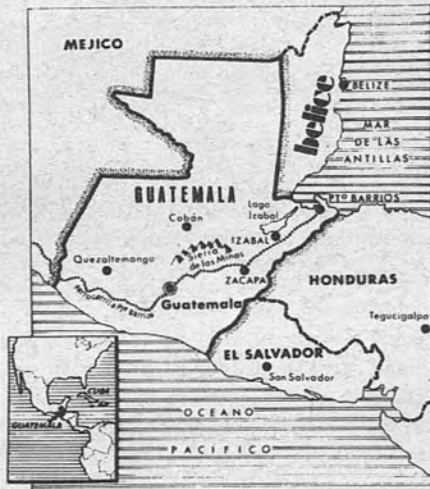 MEJICO
belice
BELIZE
MAR
DE LAS
ANTILLAS
GUATEMALA
Lago
Izabal
PTO BARRIOS
Cobán
IZABAL
Quezaltemango
Sierra
de las Minas
ZACAPA
HONDURAS
Guatemala
Tegucigalpa
EL SALVADOR
San Salvador
CUBA
GUATEMALA
OCEANO
PACIFICO